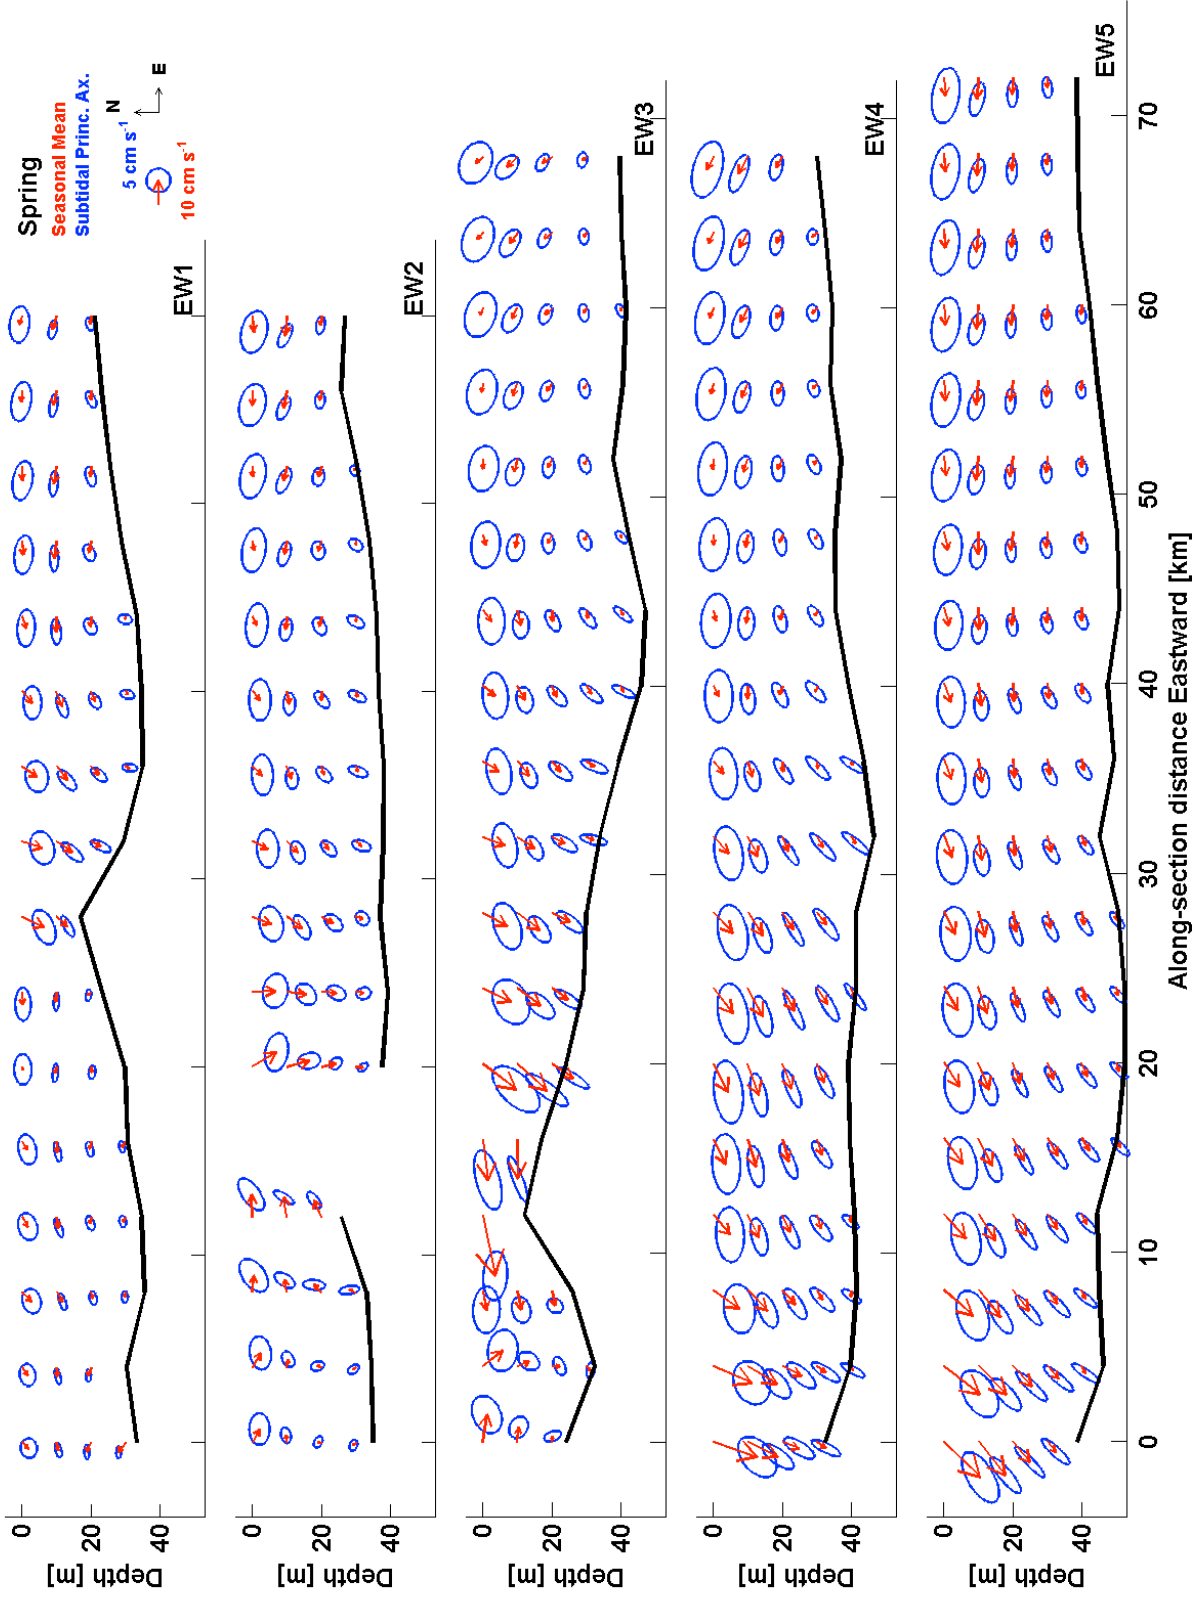 Spring
Seasonal Mean
Subtidal Princ. Ax.
5 cm s⁻¹
10 cm s⁻¹
N
E
EW1
0
20
Depth [m]
EW2
0
20
Depth [m]
EW3
0
20
40
Depth [m]
EW4
0
20
40
Depth [m]
EW5
0
20
40
Depth [m]
0
10
20
30
40
50
60
70
Along-section distance Eastward [km]